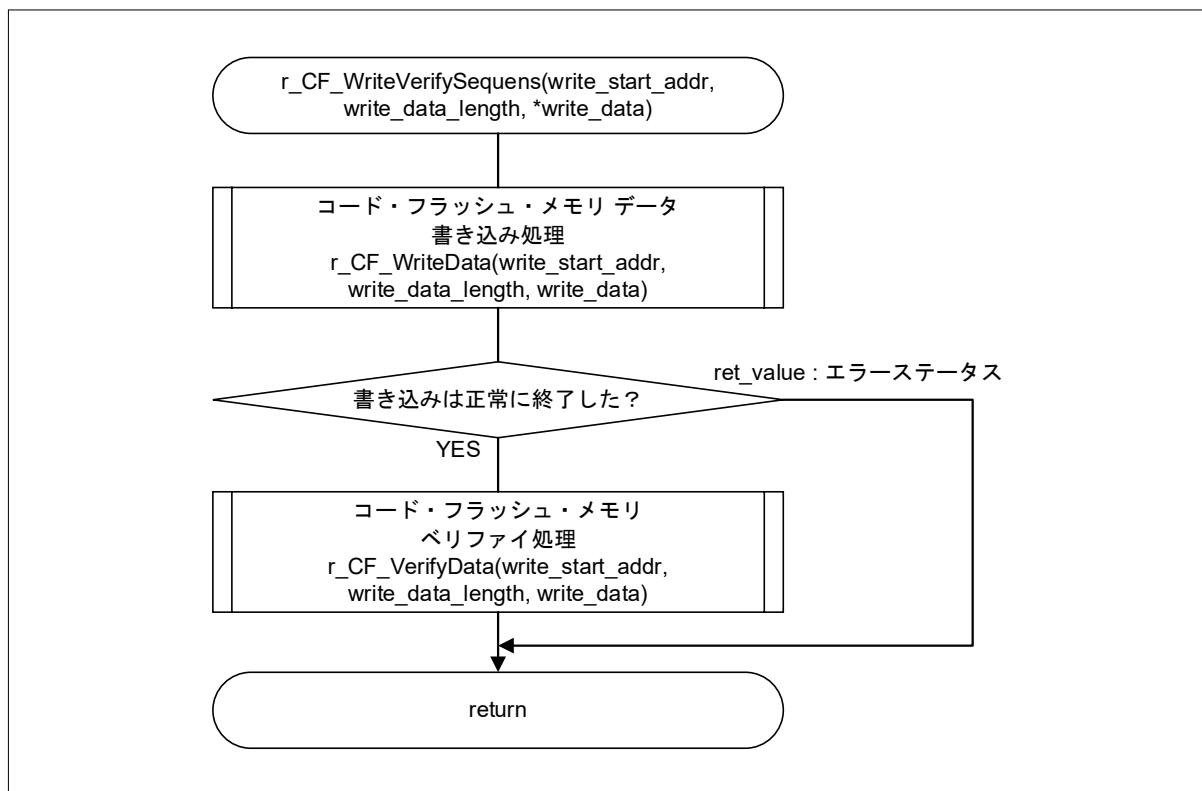 r_CF_WriteVerifySequens(write_start_addr,
write_data_length, *write_data)
コード・フラッシュ・メモリ データ
書き込み処理
r_CF_WriteData(write_start_addr,
write_data_length, write_data)
ret_value : エラーステータス
書き込みは正常に終了した？
YES
コード・フラッシュ・メモリ
ベリファイ処理
r_CF_VerifyData(write_start_addr,
write_data_length, write_data)
return